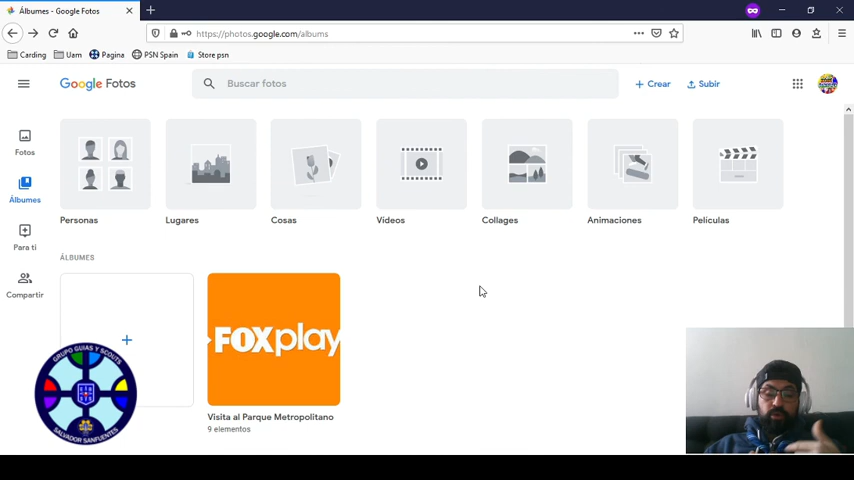 Álbumes - Google Fotos
https://photos.google.com/albums
Carding
Uam
Pagina
PSN Spain
Store psn
Google Fotos
Buscar fotos
+ Crear
Subir
Fotos
Álbumes
Para ti
Compartir
Personas
Lugares
Cosas
Videos
Collages
Animaciones
Películas
ÁLBUMES
FOXplay
Visita al Parque Metropolitano
9 elementos
GRUPO GUIAS Y SCOUTS
SALVADOR SANFUENTES